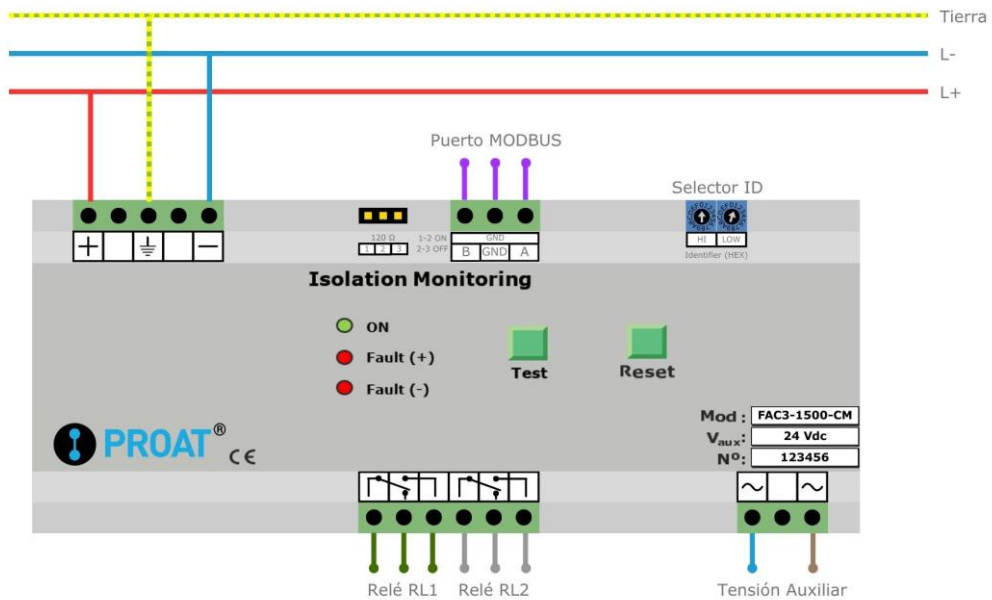 Tierra
L-
L+
Puerto MODBUS
Selector ID
120 Ω 1-2 ON
1 2 3 2-3 OFF
GND
B GND A
HI LOW
Identifier (HEX)
+ −
Isolation Monitoring
ON
Fault (+)
Fault (-)
Test
Reset
PROAT®
CE
Mod : FAC3-1500-CM
Vaux: 24 Vdc
Nº: 123456
Relé RL1 Relé RL2
Tensión Auxiliar